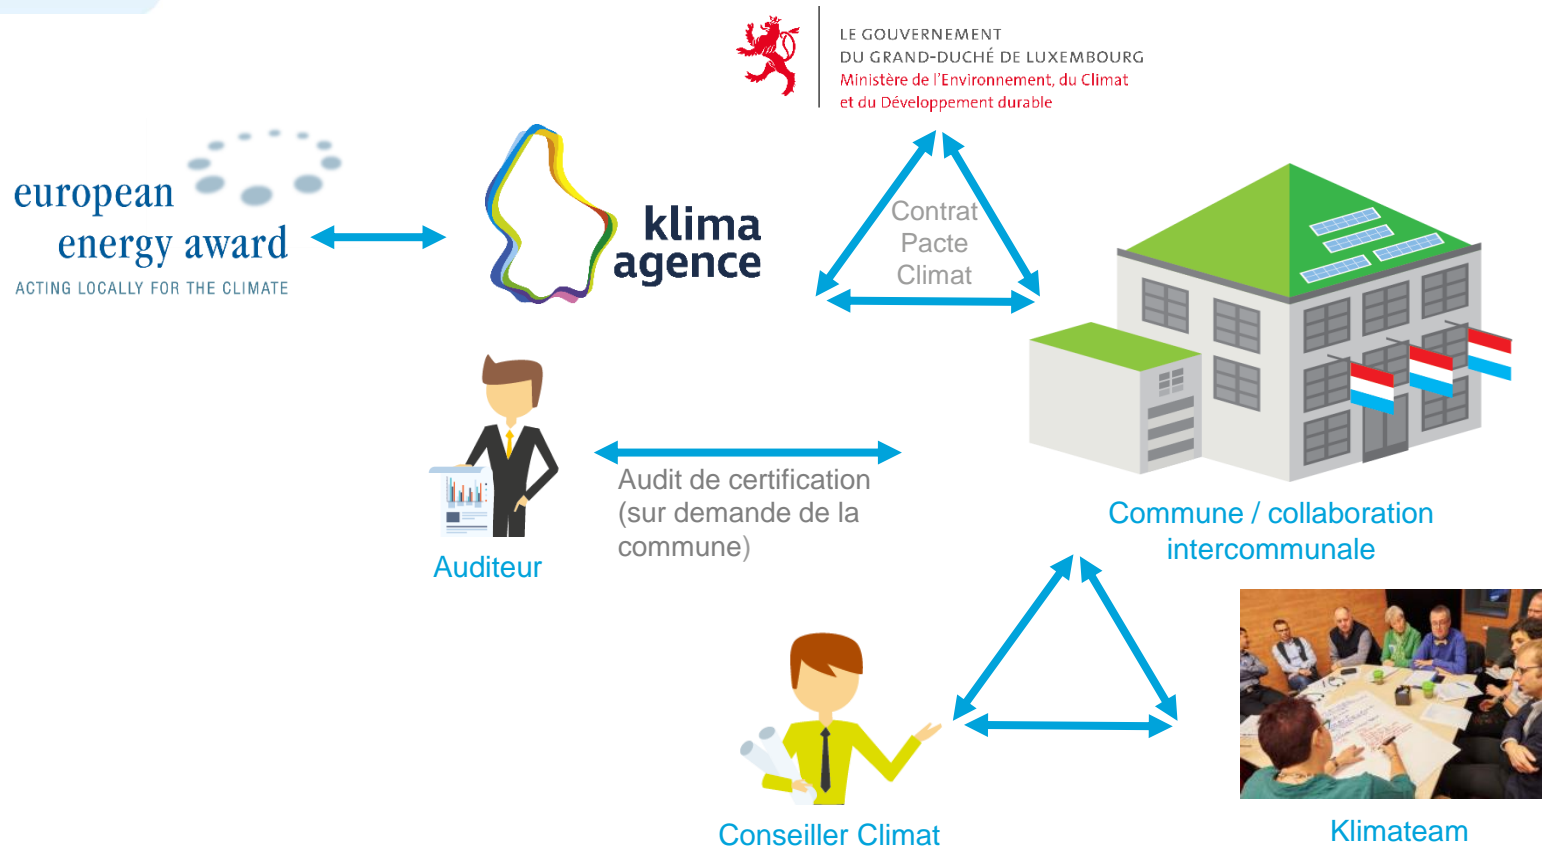 LE GOUVERNEMENT
DU GRAND-DUCHÉ DE LUXEMBOURG
Ministère de l'Environnement, du Climat
et du Développement durable
european
energy award
ACTING LOCALLY FOR THE CLIMATE
klima
agence
Contrat
Pacte
Climat
Audit de certification
(sur demande de la
commune)
Auditeur
Commune / collaboration
intercommunale
Conseiller Climat
Klimateam